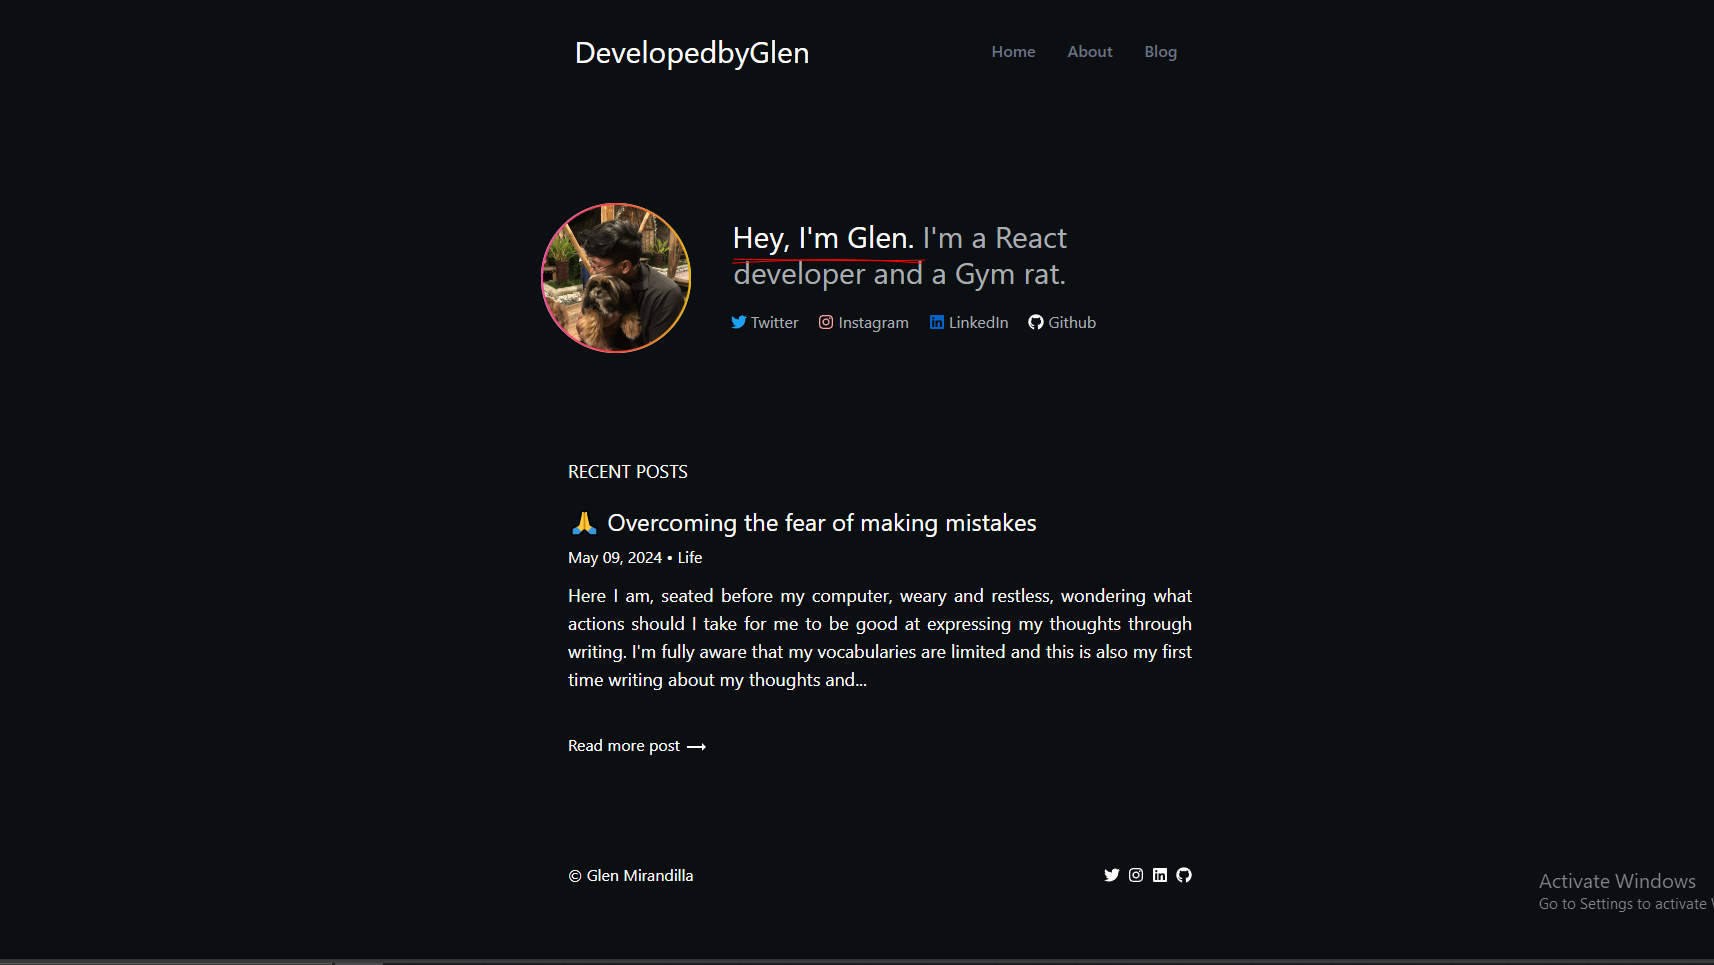 DevelopedbyGlen
Home About Blog
Hey, I'm Glen. I'm a React
developer and a Gym rat.
Twitter Instagram LinkedIn Github
RECENT POSTS
🙏 Overcoming the fear of making mistakes
May 09, 2024 • Life
Here I am, seated before my computer, weary and restless, wondering what
actions should I take for me to be good at expressing my thoughts through
writing. I'm fully aware that my vocabularies are limited and this is also my first
time writing about my thoughts and...
Read more post ⟶
© Glen Mirandilla
Activate Windows
Go to Settings to activate